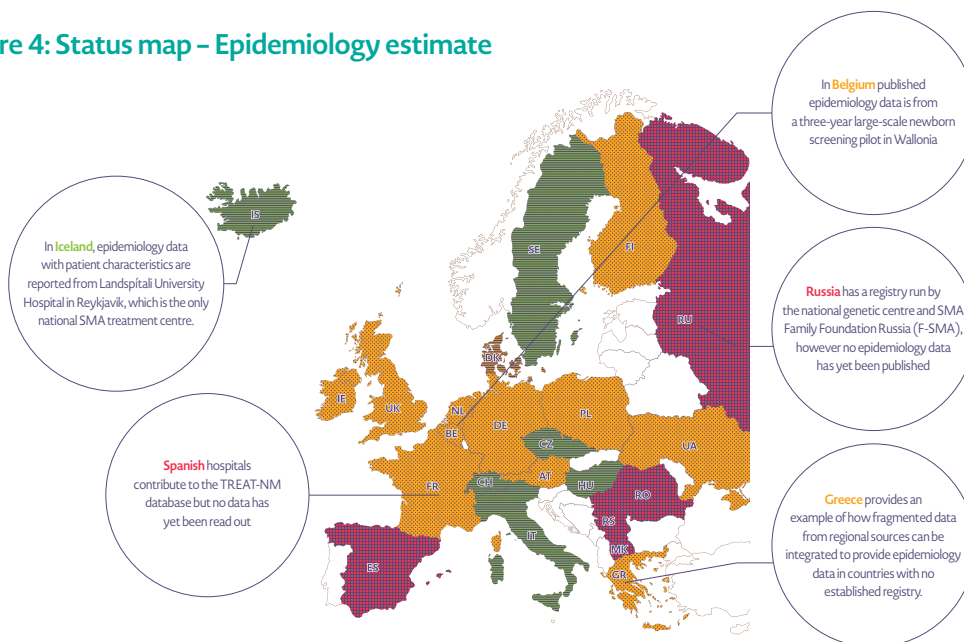 re 4: Status map – Epidemiology estimate
In Belgium published
epidemiology data is from
a three-year large-scale newborn
screening pilot in Wallonia
In Iceland, epidemiology data
with patient characteristics are
reported from Landspítali University
Hospital in Reykjavik, which is the only
national SMA treatment centre.
Russia has a registry run by
the national genetic centre and SMA
Family Foundation Russia (F-SMA),
however no epidemiology data
has yet been published
Spanish hospitals
contribute to the TREAT-NM
database but no data has
yet been read out
Greece provides an
example of how fragmented data
from regional sources can be
integrated to provide epidemiology
data in countries with no
established registry.
IS
SE
FI
RU
DK
IE
UK
NL
BE
DE
PL
CZ
UA
FR
CH
AT
HU
RO
IT
RS
MK
ES
GR